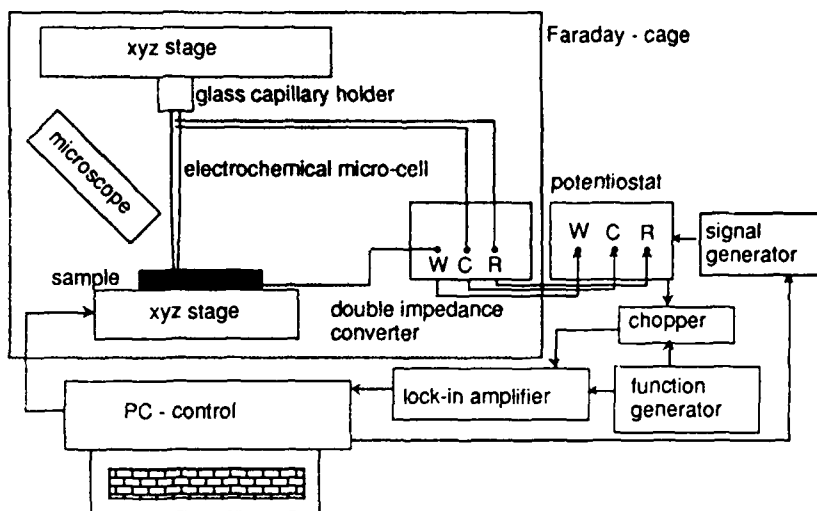 xyz stage
Faraday - cage
glass capillary holder
microscope
electrochemical micro-cell
potentiostat
W C R
W C R
signal
generator
sample
xyz stage
double impedance
converter
chopper
PC - control
lock-in amplifier
function
generator